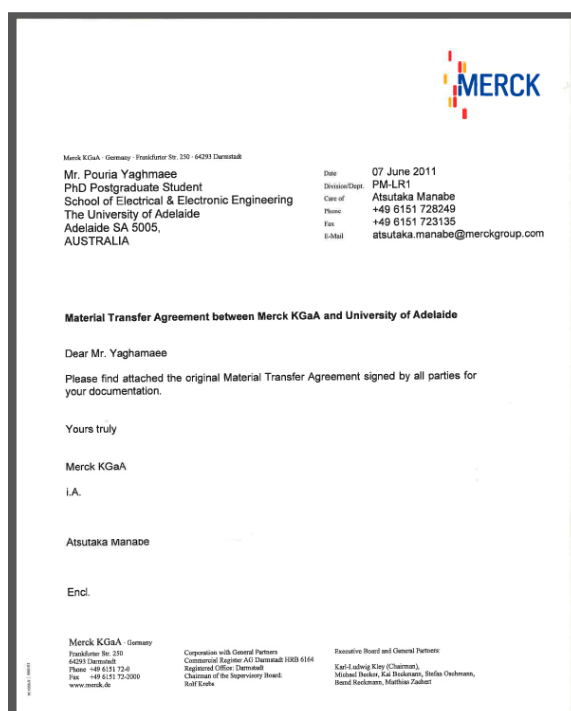 MERCK
Merck KGaA · Germany · Frankfurter Str. 250 · 64293 Darmstadt
Mr. Pouria Yaghmaee
PhD Postgraduate Student
School of Electrical & Electronic Engineering
The University of Adelaide
Adelaide SA 5005,
AUSTRALIA
Date 07 June 2011
Division/Dept. PM-LR1
Care of Atsutaka Manabe
Phone +49 6151 728249
Fax +49 6151 723135
E-Mail atsutaka.manabe@merckgroup.com
Material Transfer Agreement between Merck KGaA and University of Adelaide
Dear Mr. Yaghamaee
Please find attached the original Material Transfer Agreement signed by all parties for
your documentation.
Yours truly
Merck KGaA
i.A.
Atsutaka Manabe
Encl.
Merck KGaA · Germany
Frankfurter Str. 250
64293 Darmstadt
Phone +49 6151 72-0
Fax +49 6151 72-2000
www.merck.de
Corporation with General Partners
Commercial Register AG Darmstadt HRB 6164
Registered Office: Darmstadt
Chairman of the Supervisory Board:
Rolf Krebs
Executive Board and General Partners:
Karl-Ludwig Kley (Chairman),
Michael Becker, Kai Beckmann, Stefan Oschmann,
Bernd Reckmann, Matthias Zachert